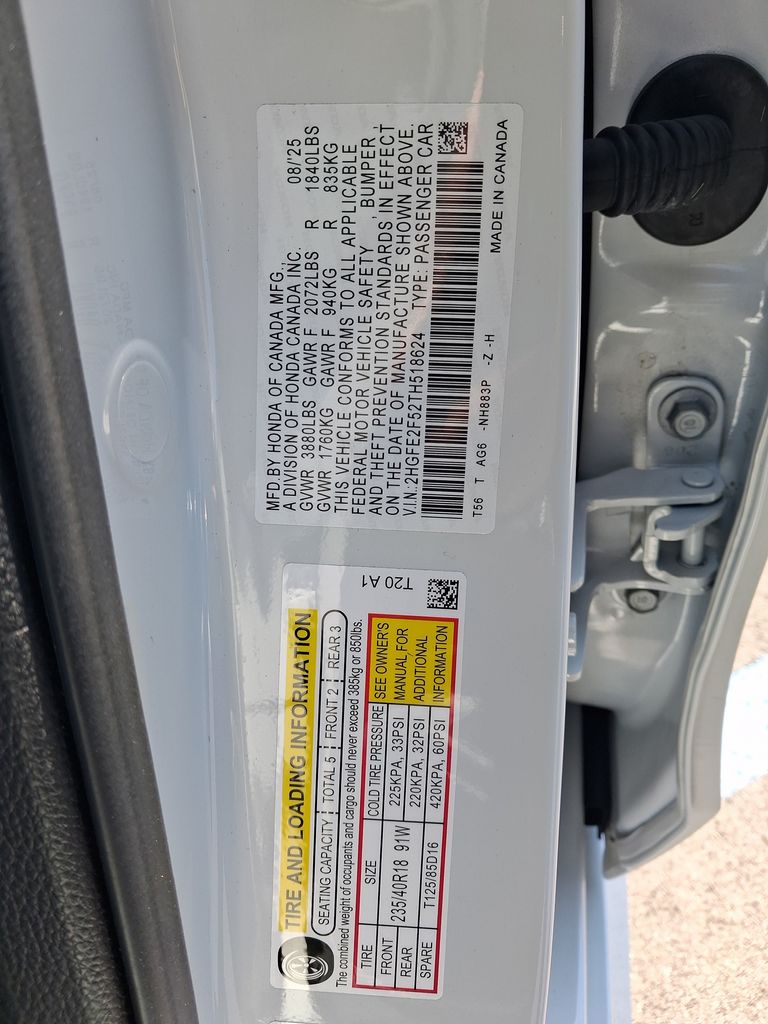 MFD.BY HONDA OF CANADA MFG., 08/'25
A DIVISION OF HONDA CANADA INC.
GVWR 3880LBS GAWR F 2072LBS R 1840LBS
GVWR 1760KG GAWR F 940KG R 835KG
THIS VEHICLE CONFORMS TO ALL APPLICABLE
FEDERAL MOTOR VEHICLE SAFETY , BUMPER,
AND THEFT PREVENTION STANDARDS IN EFFECT
ON THE DATE OF MANUFACTURE SHOWN ABOVE.
V.I.N.:2HGFE2F52TH518624 TYPE: PASSENGER CAR
T56 T AG6 -NH883P -Z -H MADE IN CANADA
TIRE AND LOADING INFORMATION
SEATING CAPACITY TOTAL 5 FRONT 2 REAR 3
The combined weight of occupants and cargo should never exceed 385kg or 850lbs.
TIRE SIZE COLD TIRE PRESSURE
FRONT 235/40R18 91W 225KPA, 33PSI
REAR 220KPA, 32PSI
SPARE T125/85D16 420KPA, 60PSI
SEE OWNER'S
MANUAL FOR
ADDITIONAL
INFORMATION
T20 A1